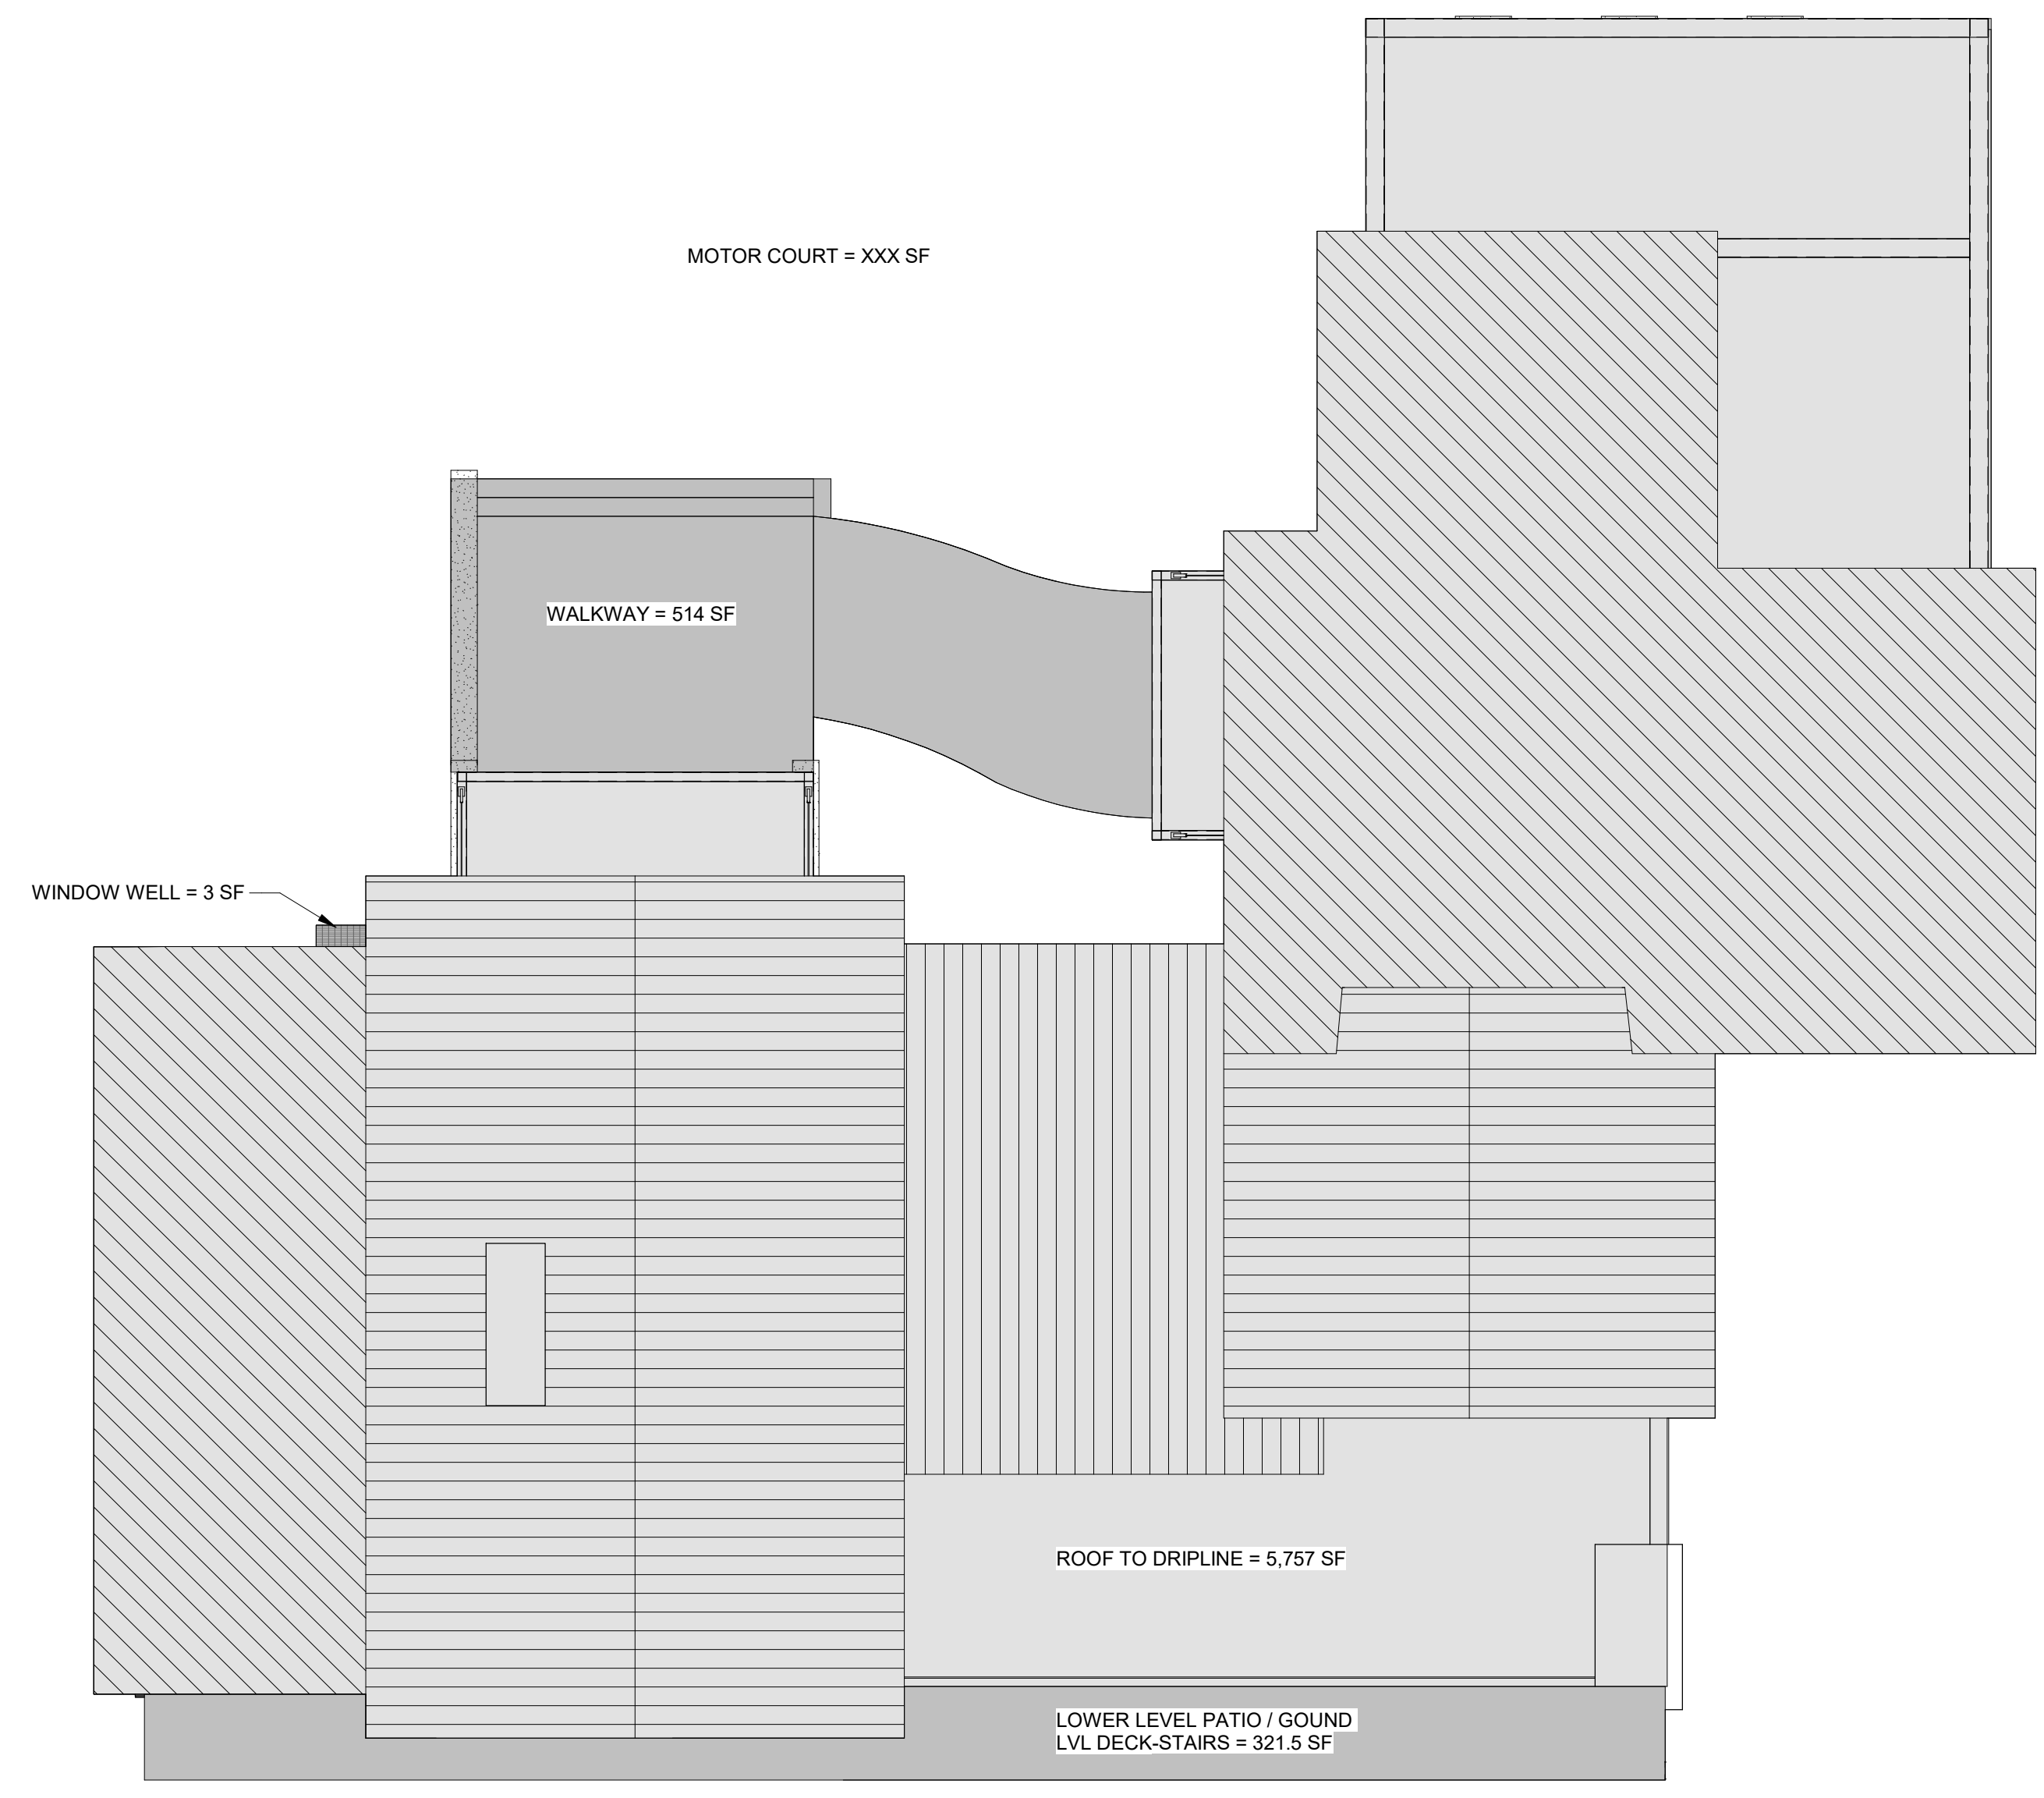 MOTOR COURT = XXX SF
WALKWAY = 514 SF
WINDOW WELL = 3 SF
ROOF TO DRIPLINE = 5,757 SF
LOWER LEVEL PATIO / GOUND
LVL DECK-STAIRS = 321.5 SF